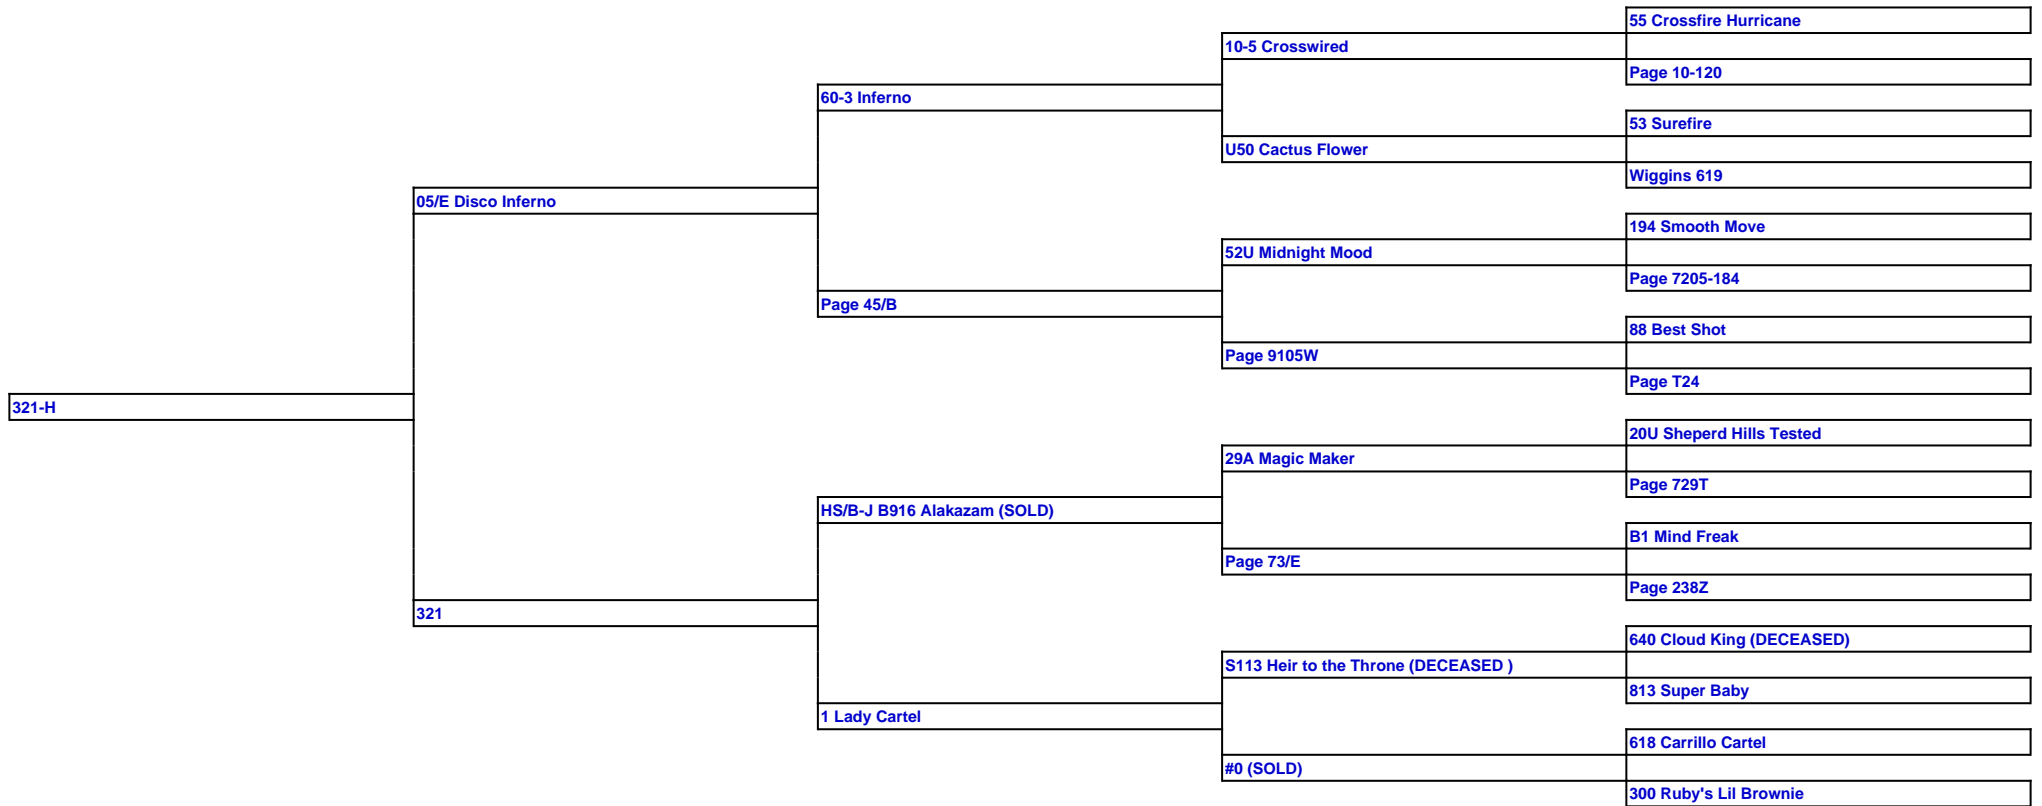 55 Crossfire Hurricane
10-5 Crosswired
Page 10-120
60-3 Inferno
53 Surefire
U50 Cactus Flower
Wiggins 619
05/E Disco Inferno
194 Smooth Move
52U Midnight Mood
Page 7205-184
Page 45/B
88 Best Shot
Page 9105W
Page T24
321-H
20U Sheperd Hills Tested
29A Magic Maker
Page 729T
HS/B-J B916 Alakazam (SOLD)
B1 Mind Freak
Page 73/E
Page 238Z
321
640 Cloud King (DECEASED)
S113 Heir to the Throne (DECEASED )
813 Super Baby
1 Lady Cartel
618 Carrillo Cartel
#0 (SOLD)
300 Ruby's Lil Brownie